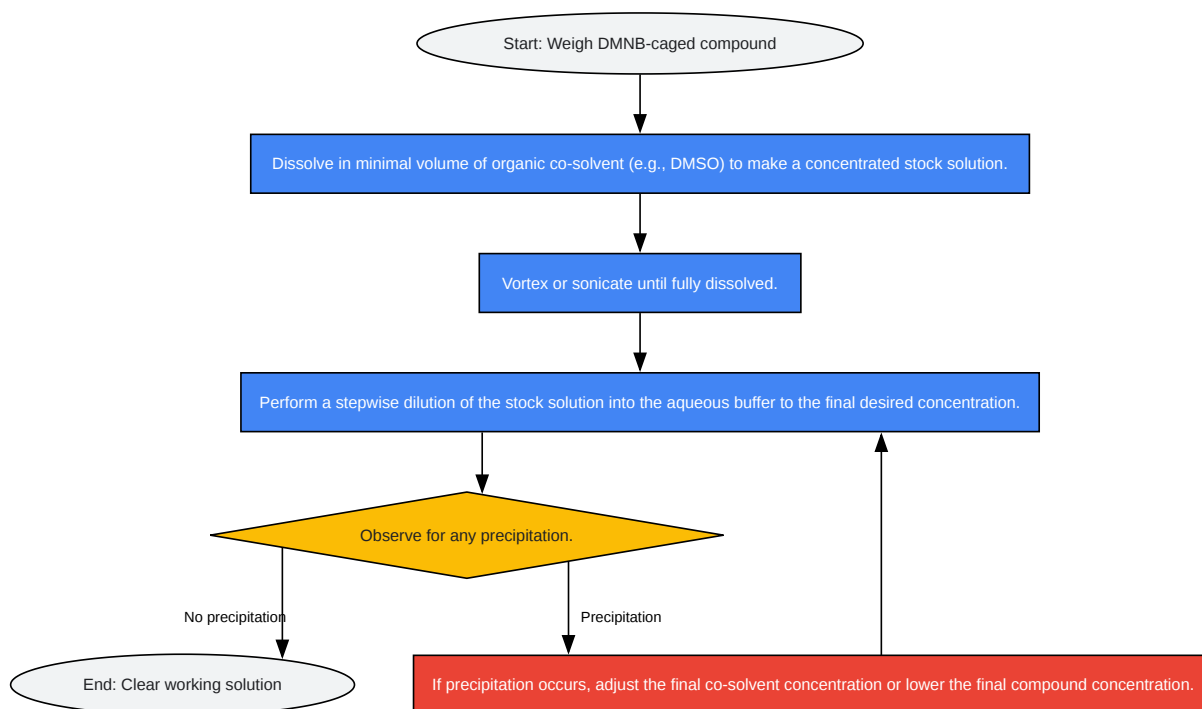 Start: Weigh DMNB-caged compound
Dissolve in minimal volume of organic co-solvent (e.g., DMSO) to make a concentrated stock solution.
Vortex or sonicate until fully dissolved.
Perform a stepwise dilution of the stock solution into the aqueous buffer to the final desired concentration.
Observe for any precipitation.
No precipitation
Precipitation
End: Clear working solution
If precipitation occurs, adjust the final co-solvent concentration or lower the final compound concentration.